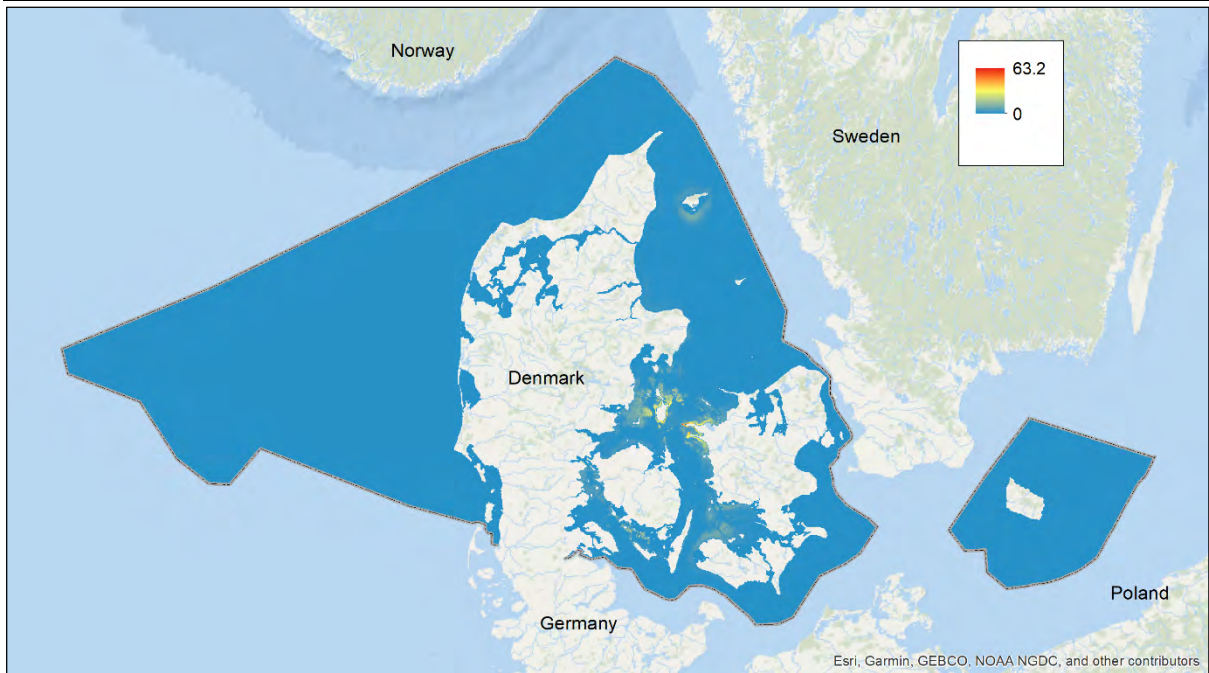 Norway
63.2
0
Sweden
Denmark
Poland
Germany
Esri, Garmin, GEBCO, NOAA NGDC, and other contributors